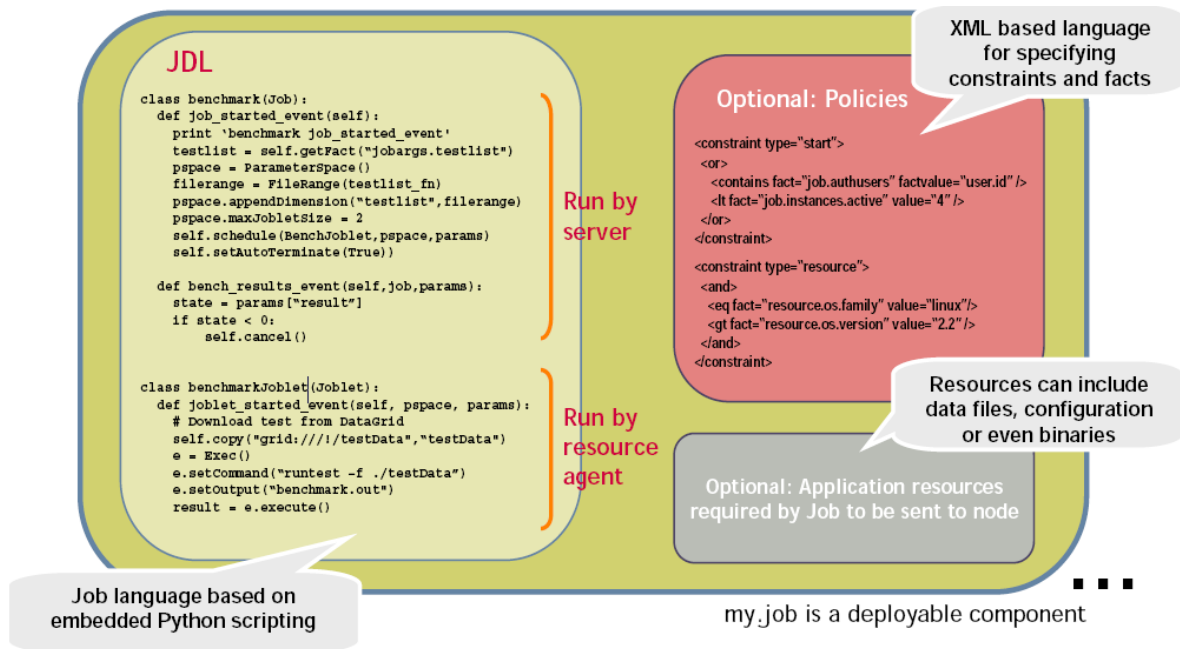 JDL
class benchmark(Job):
def job_started_event(self):
print ‘benchmark job_started_event'
testlist = self.getFact(“jobargs.testlist")
pspace = ParameterSpace()
filerange = FileRange(testlist_fn)
pspace.appendDimension(“testlist",filerange)
pspace.maxJobletSize = 2
self.schedule(BenchJoblet,pspace,params)
self.setAutoTerminate(True))
def bench_results_event(self,job,params):
state = params[“result”]
if state < 0:
self.cancel()
Run by
server
class benchmarkJoblet(Joblet):
def joblet_started_event(self, pspace, params):
# Download test from DataGrid
self.copy("grid:///!/testData",“testData")
e = Exec()
e.setCommand(“runtest -f ./testData”)
e.setOutput(“benchmark.out")
result = e.execute()
Run by
resource
agent
Job language based on
embedded Python scripting
XML based language
for specifying
constraints and facts
Optional: Policies
<constraint type=”start”>
<or>
<contains fact=”job.authusers” factvalue=”user.id” />
<lt fact=”job.instances.active” value=”4” />
</or>
</constraint>
<constraint type=”resource”>
<and>
<eq fact=”resource.os.family” value=”linux”/>
<gt fact=”resource.os.version” value=”2.2” />
</and>
</constraint>
Resources can include
data files, configuration
or even binaries
Optional: Application resources
required by Job to be sent to node
...
my.job is a deployable component